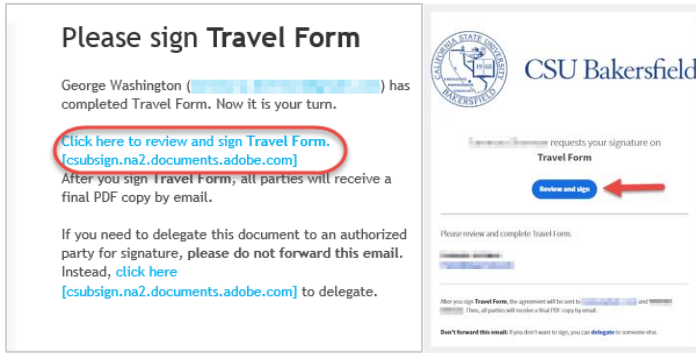 Please sign Travel Form
George Washington ( ) has
completed Travel Form. Now it is your turn.
Click here to review and sign Travel Form.
[csubsign.na2.documents.adobe.com]
After you sign Travel Form, all parties will receive a
final PDF copy by email.
If you need to delegate this document to an authorized
party for signature, please do not forward this email.
Instead, click here
[csubsign.na2.documents.adobe.com] to delegate.
CALIFORNIA STATE UNIVERSITY
BAKERSFIELD
CSU Bakersfield
requests your signature on
Travel Form
Review and sign
Please review and complete Travel Form.
After you sign Travel Form, the agreement will be sent to and
Then, all parties will receive a final PDF copy by email.
Don't forward this email: If you don't want to sign, you can delegate to someone else.